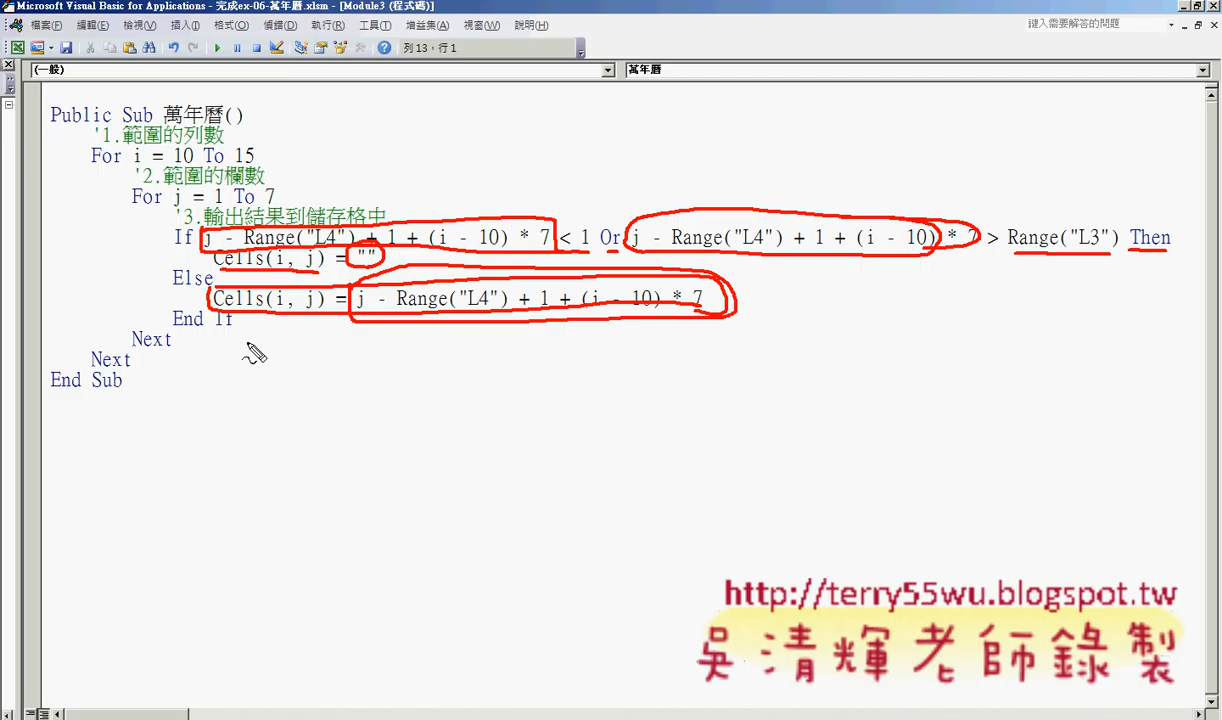 Microsoft Visual Basic for Applications - 完成ex-06-萬年曆.xlsm - [Module3 (程式碼)]
檔案(F) 編輯(E) 檢視(V) 插入(I) 格式(O) 偵錯(D) 執行(R) 工具(T) 增益集(A) 視窗(W) 說明(H) 鍵入需要解答的問題
列 13，行 1
(一般) 萬年曆
Public Sub 萬年曆()
'1.範圍的列數
For i = 10 To 15
'2.範圍的欄數
For j = 1 To 7
'3.輸出結果到儲存格中
If j - Range("L4") + 1 + (i - 10) * 7 < 1 Or j - Range("L4") + 1 + (i - 10) * 7 > Range("L3") Then
Cells(i, j) = ""
Else
Cells(i, j) = j - Range("L4") + 1 + (i - 10) * 7
End If
Next
Next
End Sub
http://terry55wu.blogspot.tw
吳清輝老師錄製